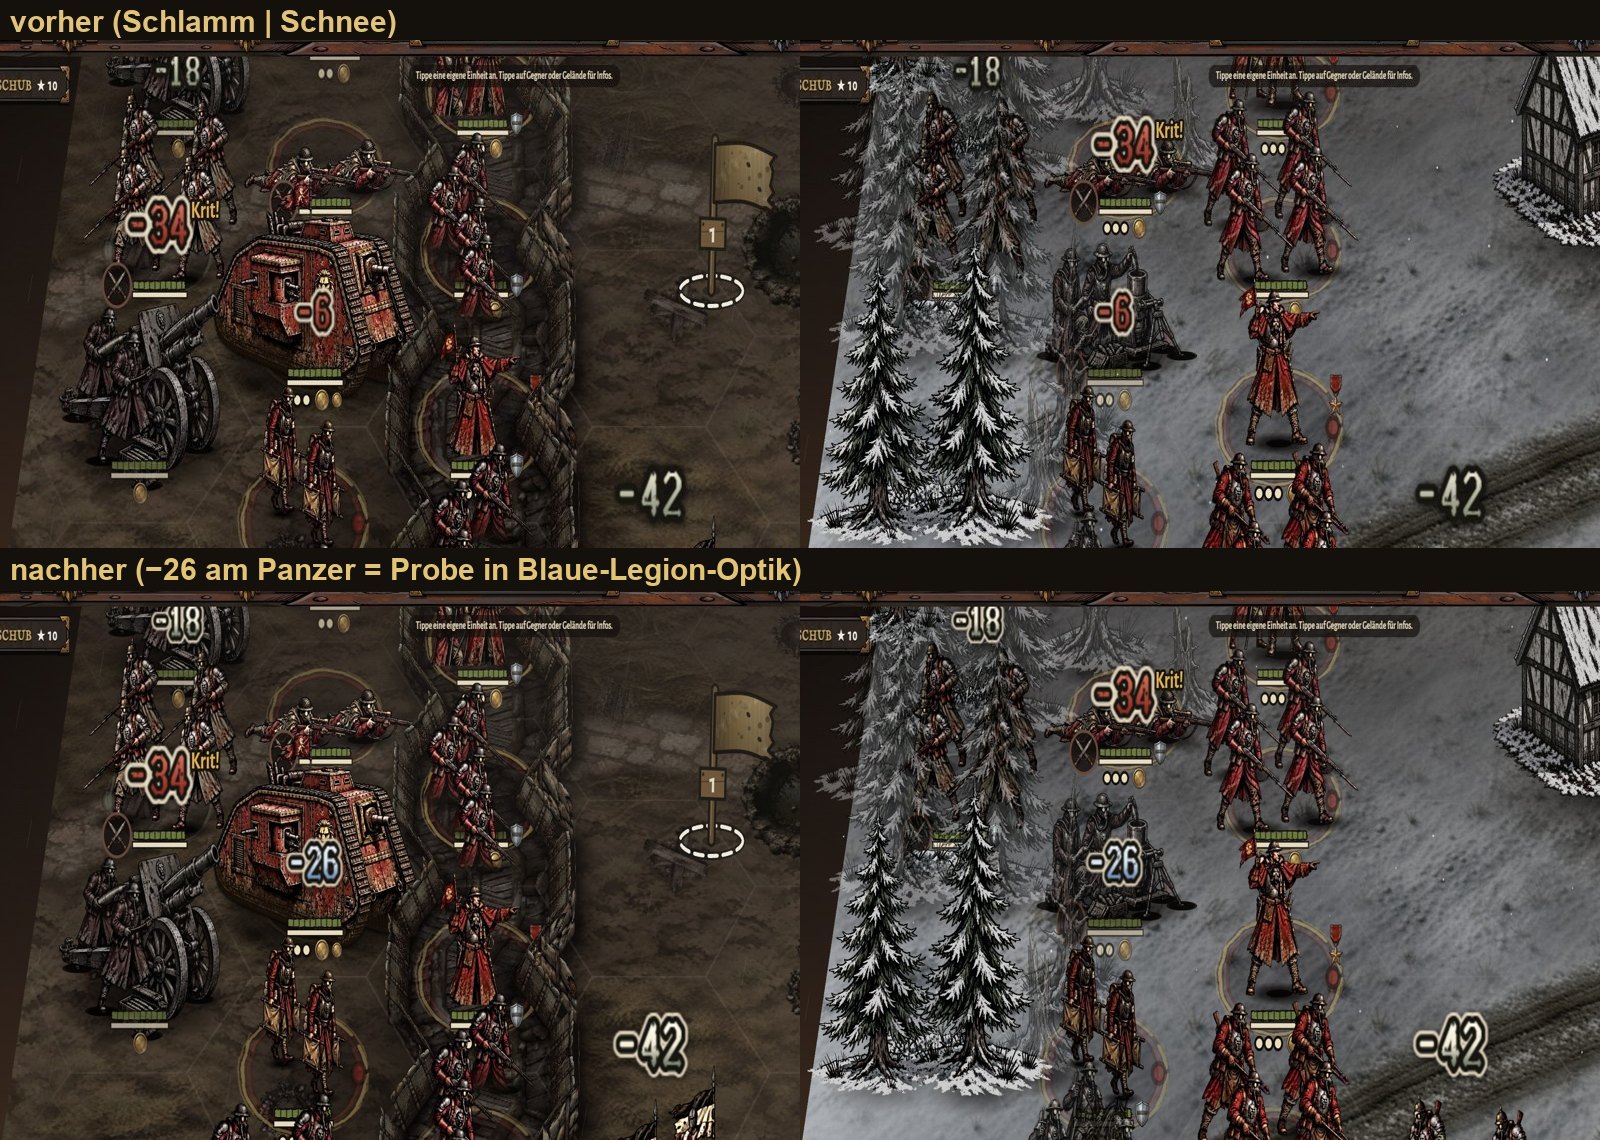 vorher (Schlamm | Schnee)
-18
SCHUB ★10
Tippe eine eigene Einheit an. Tippe auf Gegner oder Gelände für Infos.
-34 Krit!
1
-6
-42
-18
SCHUB ★10
Tippe eine eigene Einheit an. Tippe auf Gegner oder Gelände für Infos.
-34 Krit!
-6
-42
nachher (−26 am Panzer = Probe in Blaue-Legion-Optik)
-18
SCHUB ★10
Tippe eine eigene Einheit an. Tippe auf Gegner oder Gelände für Infos.
-34 Krit!
1
-26
-42
-18
SCHUB ★10
Tippe eine eigene Einheit an. Tippe auf Gegner oder Gelände für Infos.
-34 Krit!
-26
-42